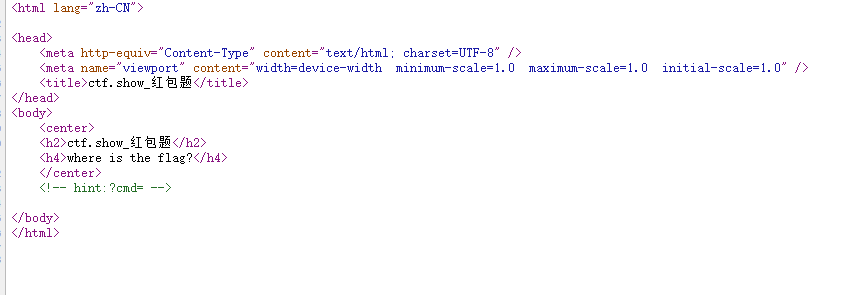 <html lang="zh-CN">
<head>
<meta http-equiv="Content-Type" content="text/html; charset=UTF-8" />
<meta name="viewport" content="width=device-width  minimum-scale=1.0  maximum-scale=1.0  initial-scale=1.0" />
<title>ctf.show_红包题</title>
</head>
<body>
<center>
<h2>ctf.show_红包题</h2>
<h4>where is the flag?</h4>
</center>
<!-- hint:?cmd= -->
</body>
</html>